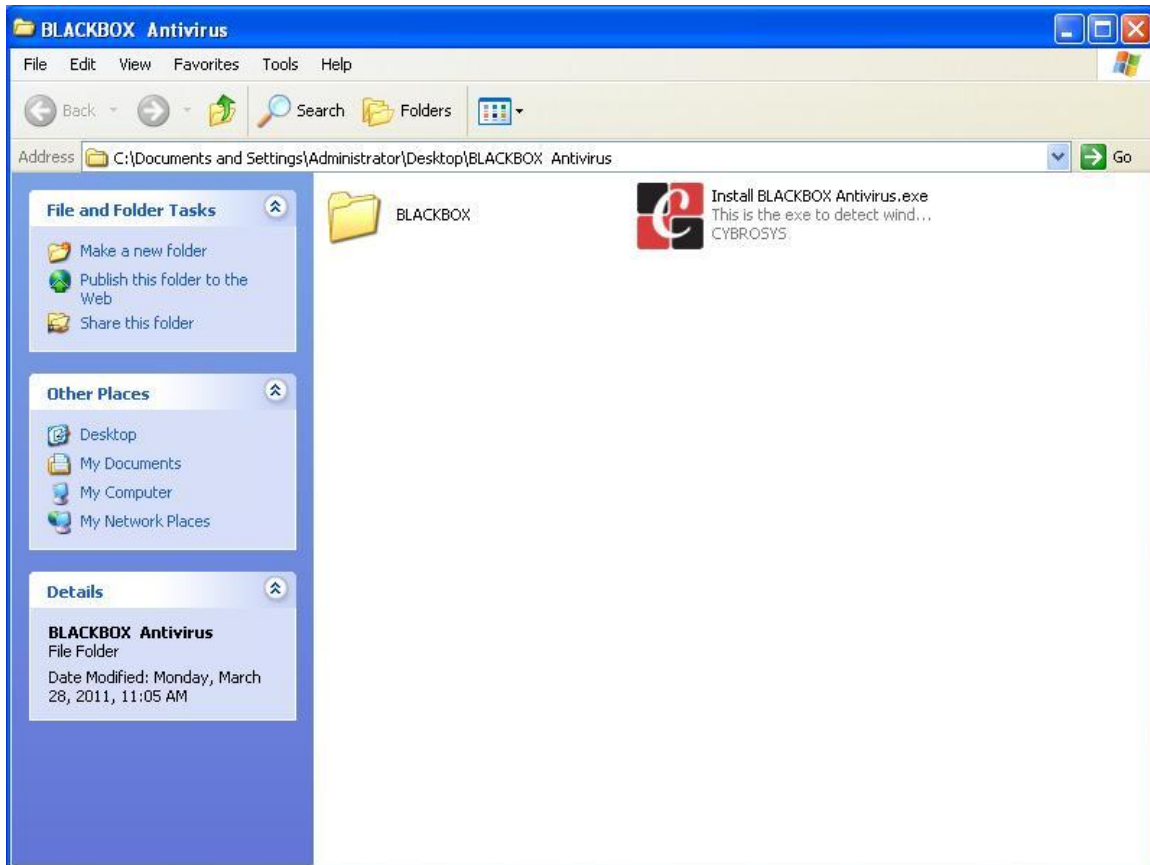 BLACKBOX  Antivirus
File Edit View Favorites Tools Help
Back Search Folders
Address C:\Documents and Settings\Administrator\Desktop\BLACKBOX  Antivirus Go
File and Folder Tasks
Make a new folder
Publish this folder to the
Web
Share this folder
Other Places
Desktop
My Documents
My Computer
My Network Places
Details
BLACKBOX  Antivirus
File Folder
Date Modified: Monday, March
28, 2011, 11:05 AM
BLACKBOX
Install BLACKBOX Antivirus.exe
This is the exe to detect wind...
CYBROSYS